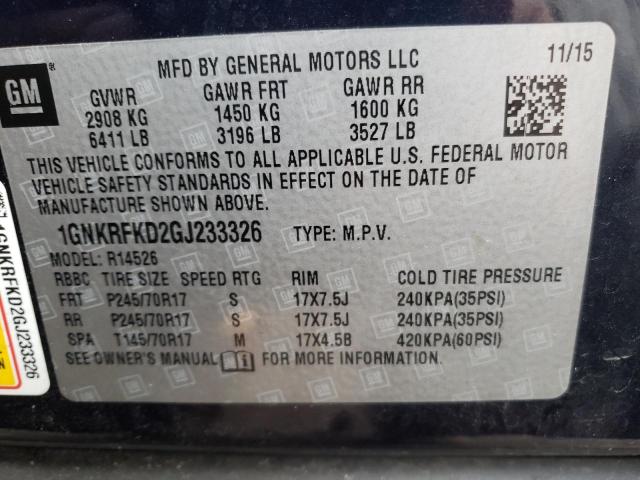 GM
MFD BY GENERAL MOTORS LLC
11/15
GVWR GAWR FRT GAWR RR
2908 KG 1450 KG 1600 KG
6411 LB 3196 LB 3527 LB
THIS VEHICLE CONFORMS TO ALL APPLICABLE U.S. FEDERAL MOTOR
VEHICLE SAFETY STANDARDS IN EFFECT ON THE DATE OF
MANUFACTURE SHOWN ABOVE.
1GNKRFKD2GJ233326 TYPE: M.P.V.
MODEL: R14526
RBBC TIRE SIZE SPEED RTG RIM COLD TIRE PRESSURE
FRT P245/70R17 S 17X7.5J 240KPA(35PSI)
RR P245/70R17 S 17X7.5J 240KPA(35PSI)
SPA T145/70R17 M 17X4.5B 420KPA(60PSI)
SEE OWNER'S MANUAL FOR MORE INFORMATION.
1GNKRFKD2GJ233326